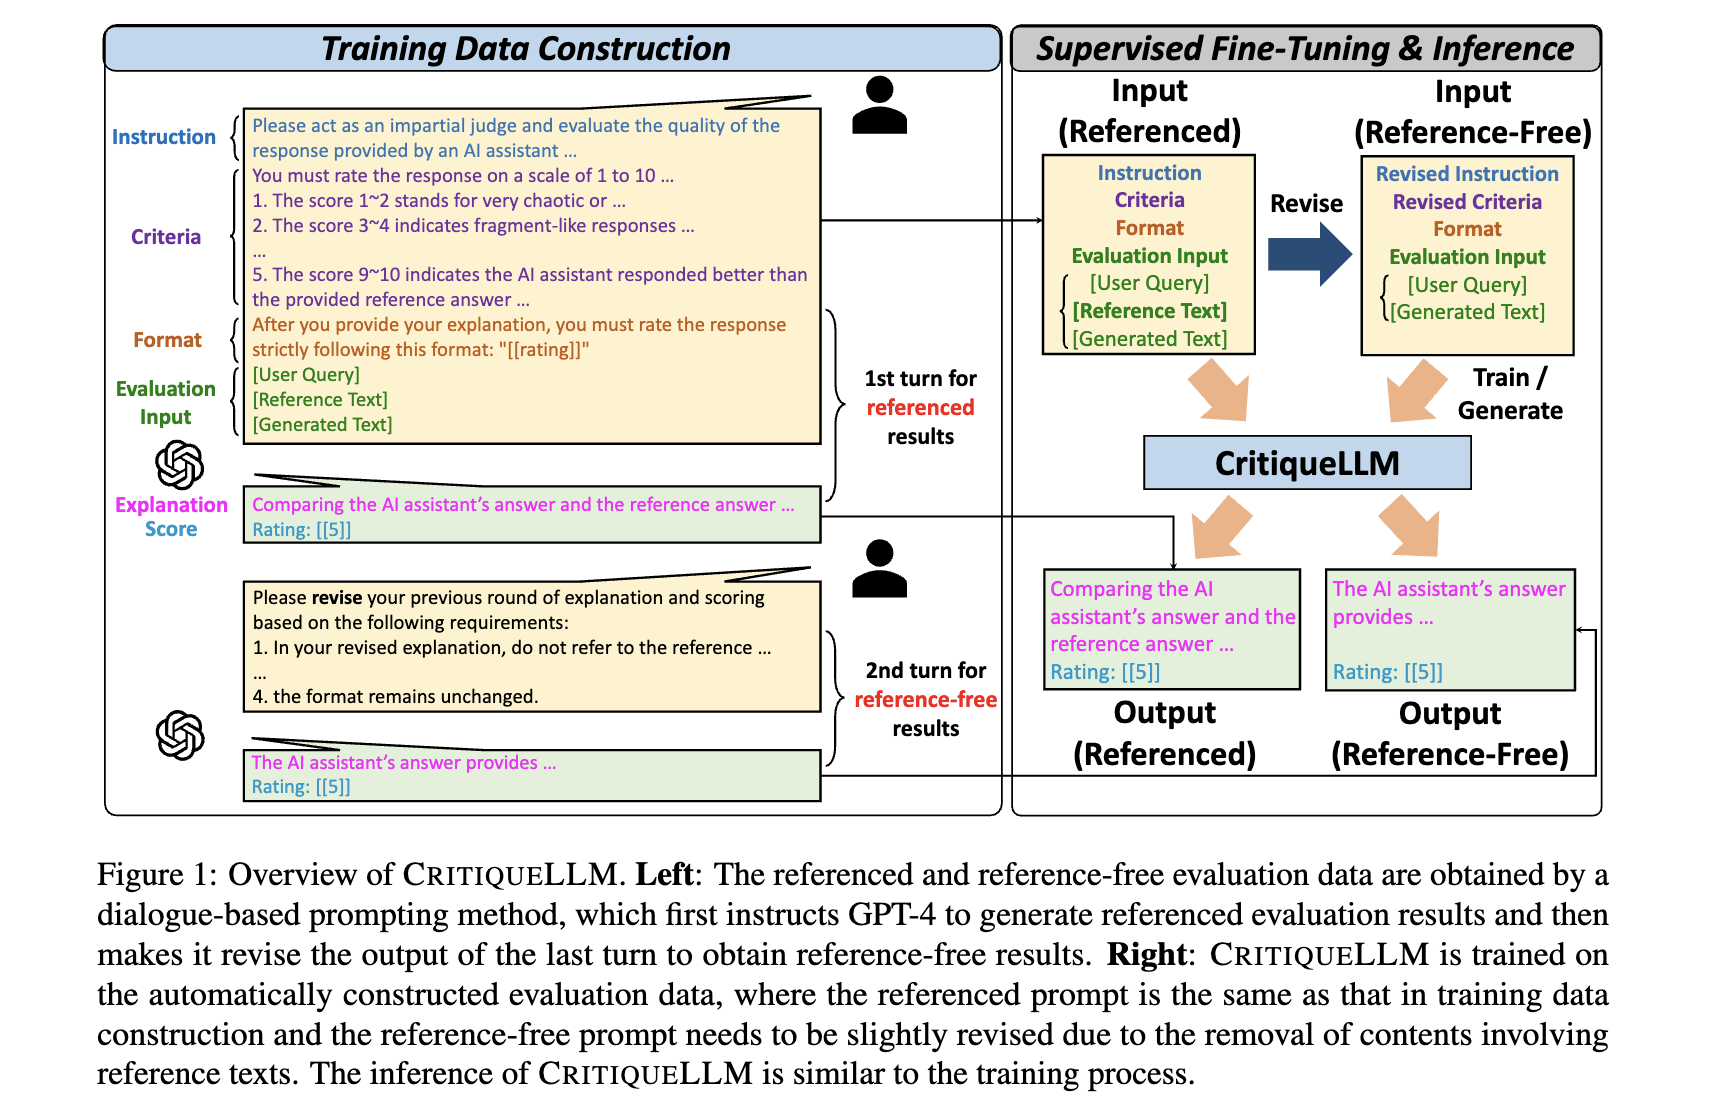 Training Data Construction
Instruction
Please act as an impartial judge and evaluate the quality of the
response provided by an AI assistant ...
Criteria
You must rate the response on a scale of 1 to 10 ...
1. The score 1~2 stands for very chaotic or ...
2. The score 3~4 indicates fragment-like responses ...
...
5. The score 9~10 indicates the AI assistant responded better than
the provided reference answer ...
Format
After you provide your explanation, you must rate the response
strictly following this format: "[[rating]]"
Evaluation
Input
[User Query]
[Reference Text]
[Generated Text]
1st turn for
referenced
results
Explanation
Score
Comparing the AI assistant’s answer and the reference answer ...
Rating: [[5]]
Please revise your previous round of explanation and scoring
based on the following requirements:
1. In your revised explanation, do not refer to the reference ...
...
4. the format remains unchanged.
2nd turn for
reference-free
results
The AI assistant’s answer provides ...
Rating: [[5]]
Supervised Fine-Tuning & Inference
Input
(Referenced)
Instruction
Criteria
Format
Evaluation Input
[User Query]
[Reference Text]
[Generated Text]
Revise
Input
(Reference-Free)
Revised Instruction
Revised Criteria
Format
Evaluation Input
[User Query]
[Generated Text]
Train /
Generate
CritiqueLLM
Comparing the AI
assistant’s answer and the
reference answer ...
Rating: [[5]]
Output
(Referenced)
The AI assistant’s answer
provides ...
Rating: [[5]]
Output
(Reference-Free)
Figure 1: Overview of CRITIQUELLM. Left: The referenced and reference-free evaluation data are obtained by a
dialogue-based prompting method, which first instructs GPT-4 to generate referenced evaluation results and then
makes it revise the output of the last turn to obtain reference-free results. Right: CRITIQUELLM is trained on
the automatically constructed evaluation data, where the referenced prompt is the same as that in training data
construction and the reference-free prompt needs to be slightly revised due to the removal of contents involving
reference texts. The inference of CRITIQUELLM is similar to the training process.